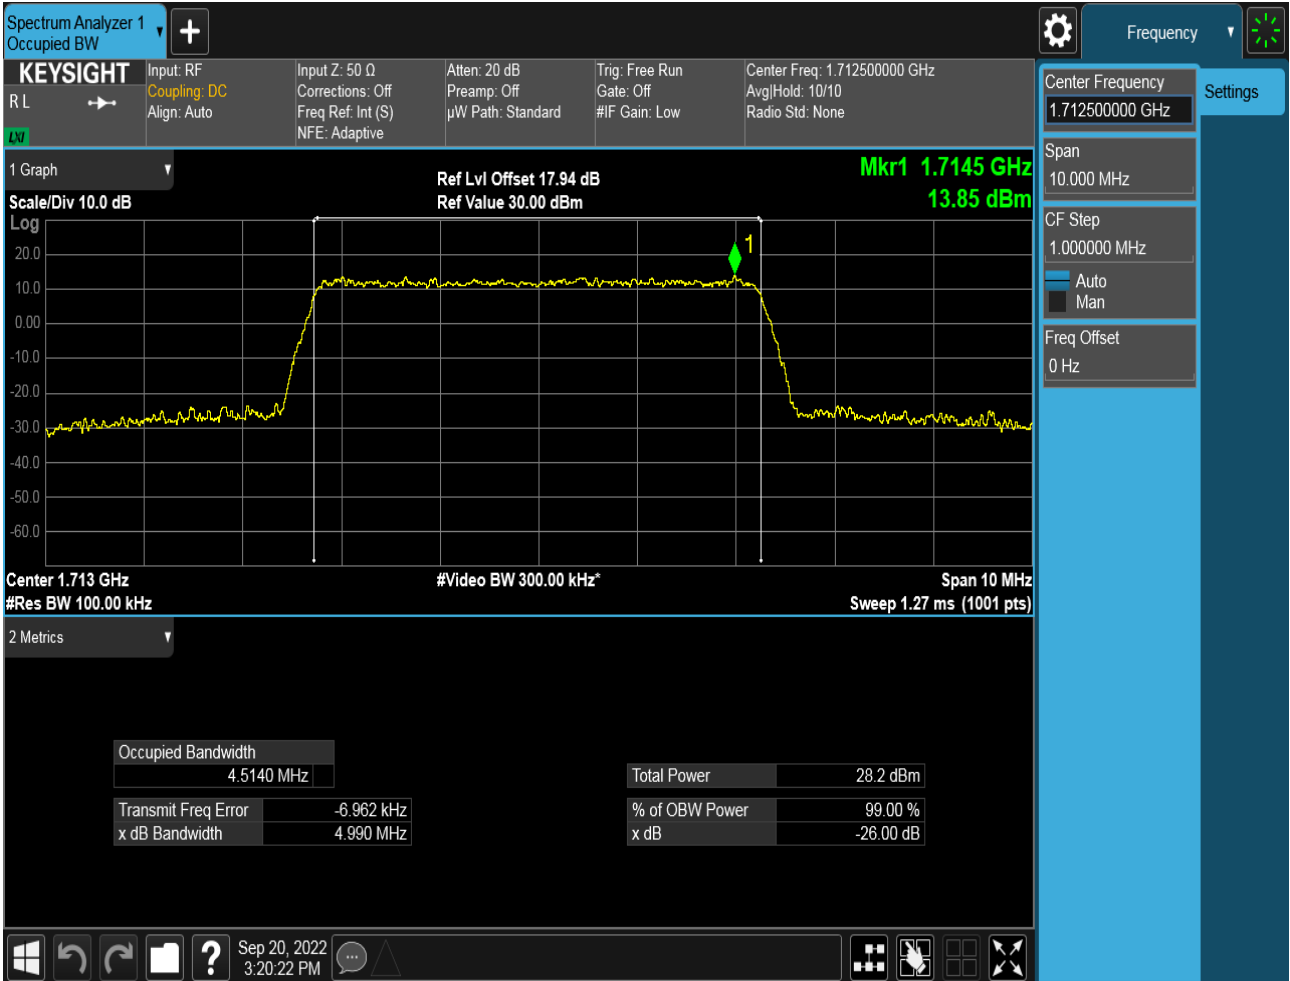 Spectrum Analyzer 1
Occupied BW
Frequency
KEYSIGHT
R L
LXI
Input: RF
Coupling: DC
Align: Auto
Input Z: 50 Ω
Corrections: Off
Freq Ref: Int (S)
NFE: Adaptive
Atten: 20 dB
Preamp: Off
µW Path: Standard
Trig: Free Run
Gate: Off
#IF Gain: Low
Center Freq: 1.712500000 GHz
Avg|Hold: 10/10
Radio Std: None
Center Frequency
1.712500000 GHz
Settings
Span
10.000 MHz
CF Step
1.000000 MHz
Auto
Man
Freq Offset
0 Hz
1 Graph
Ref Lvl Offset 17.94 dB
Mkr1 1.7145 GHz
Scale/Div 10.0 dB
Ref Value 30.00 dBm
13.85 dBm
Log
1
20.0
10.0
0.00
-10.0
-20.0
-30.0
-40.0
-50.0
-60.0
Center 1.713 GHz
#Video BW 300.00 kHz*
Span 10 MHz
#Res BW 100.00 kHz
Sweep 1.27 ms (1001 pts)
2 Metrics
Occupied Bandwidth
4.5140 MHz
Total Power 28.2 dBm
Transmit Freq Error -6.962 kHz
% of OBW Power 99.00 %
x dB Bandwidth 4.990 MHz
x dB -26.00 dB
?
Sep 20, 2022
3:20:22 PM